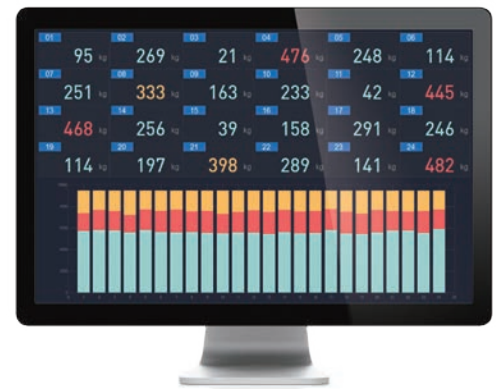 01 02 03 04 05 06
95 kg 269 kg 21 kg 476 kg 248 kg 114 kg
07 08 09 10 11 12
251 kg 333 kg 163 kg 233 kg 42 kg 445 kg
13 14 15 16 17 18
468 kg 256 kg 39 kg 158 kg 291 kg 246 kg
19 20 21 22 23 24
114 kg 197 kg 398 kg 289 kg 141 kg 482 kg